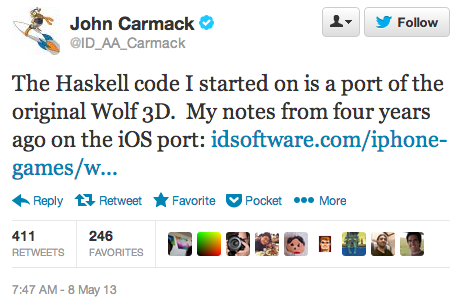 John Carmack
@ID_AA_Carmack
Follow
The Haskell code I started on is a port of the
original Wolf 3D. My notes from four years
ago on the iOS port: idsoftware.com/iphone-
games/w...
Reply Retweet Favorite Pocket More
411 246
RETWEETS FAVORITES
7:47 AM - 8 May 13